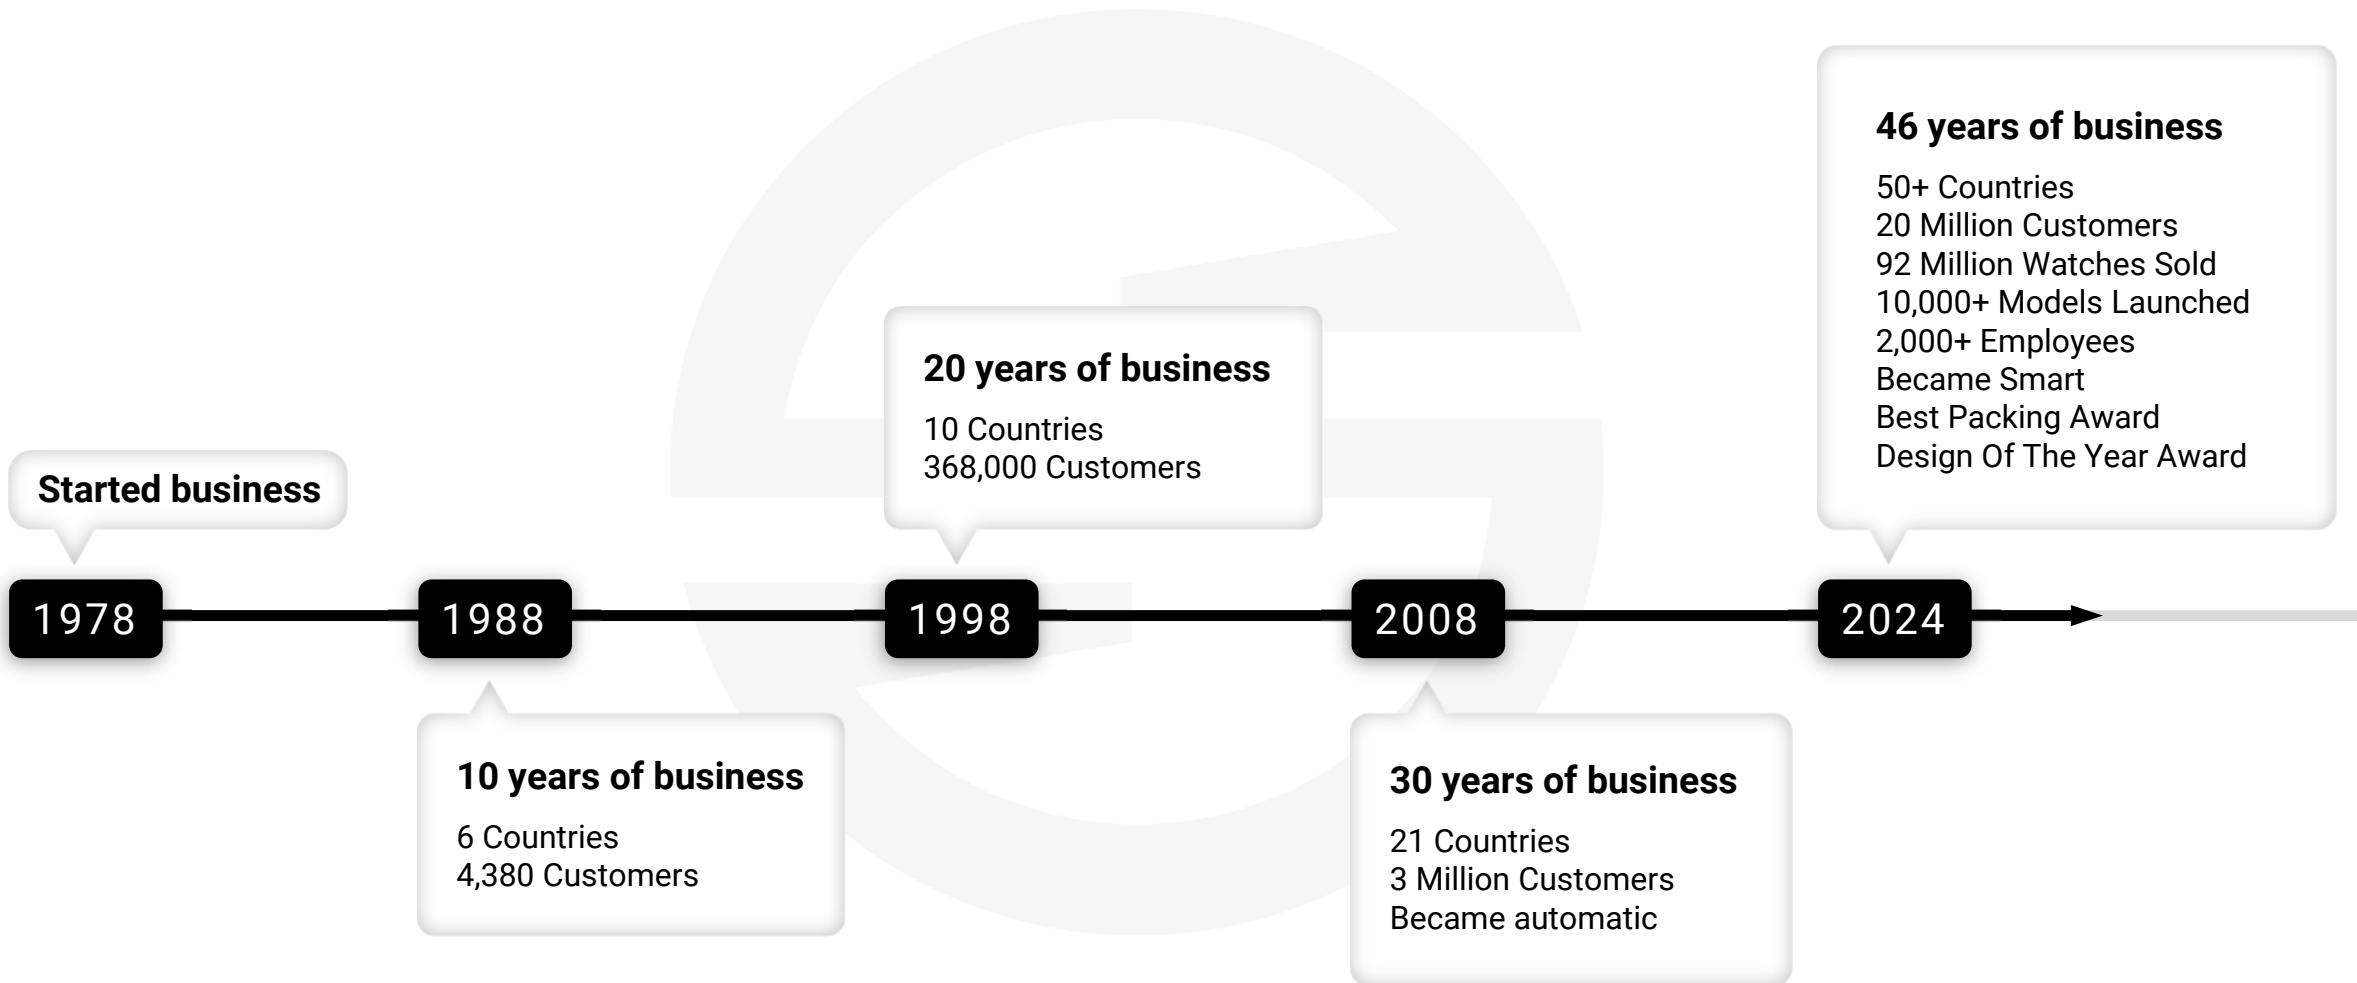 Started business
1978
1988
10 years of business
6 Countries
4,380 Customers
20 years of business
10 Countries
368,000 Customers
1998
2008
30 years of business
21 Countries
3 Million Customers
Became automatic
46 years of business
50+ Countries
20 Million Customers
92 Million Watches Sold
10,000+ Models Launched
2,000+ Employees
Became Smart
Best Packing Award
Design Of The Year Award
2024